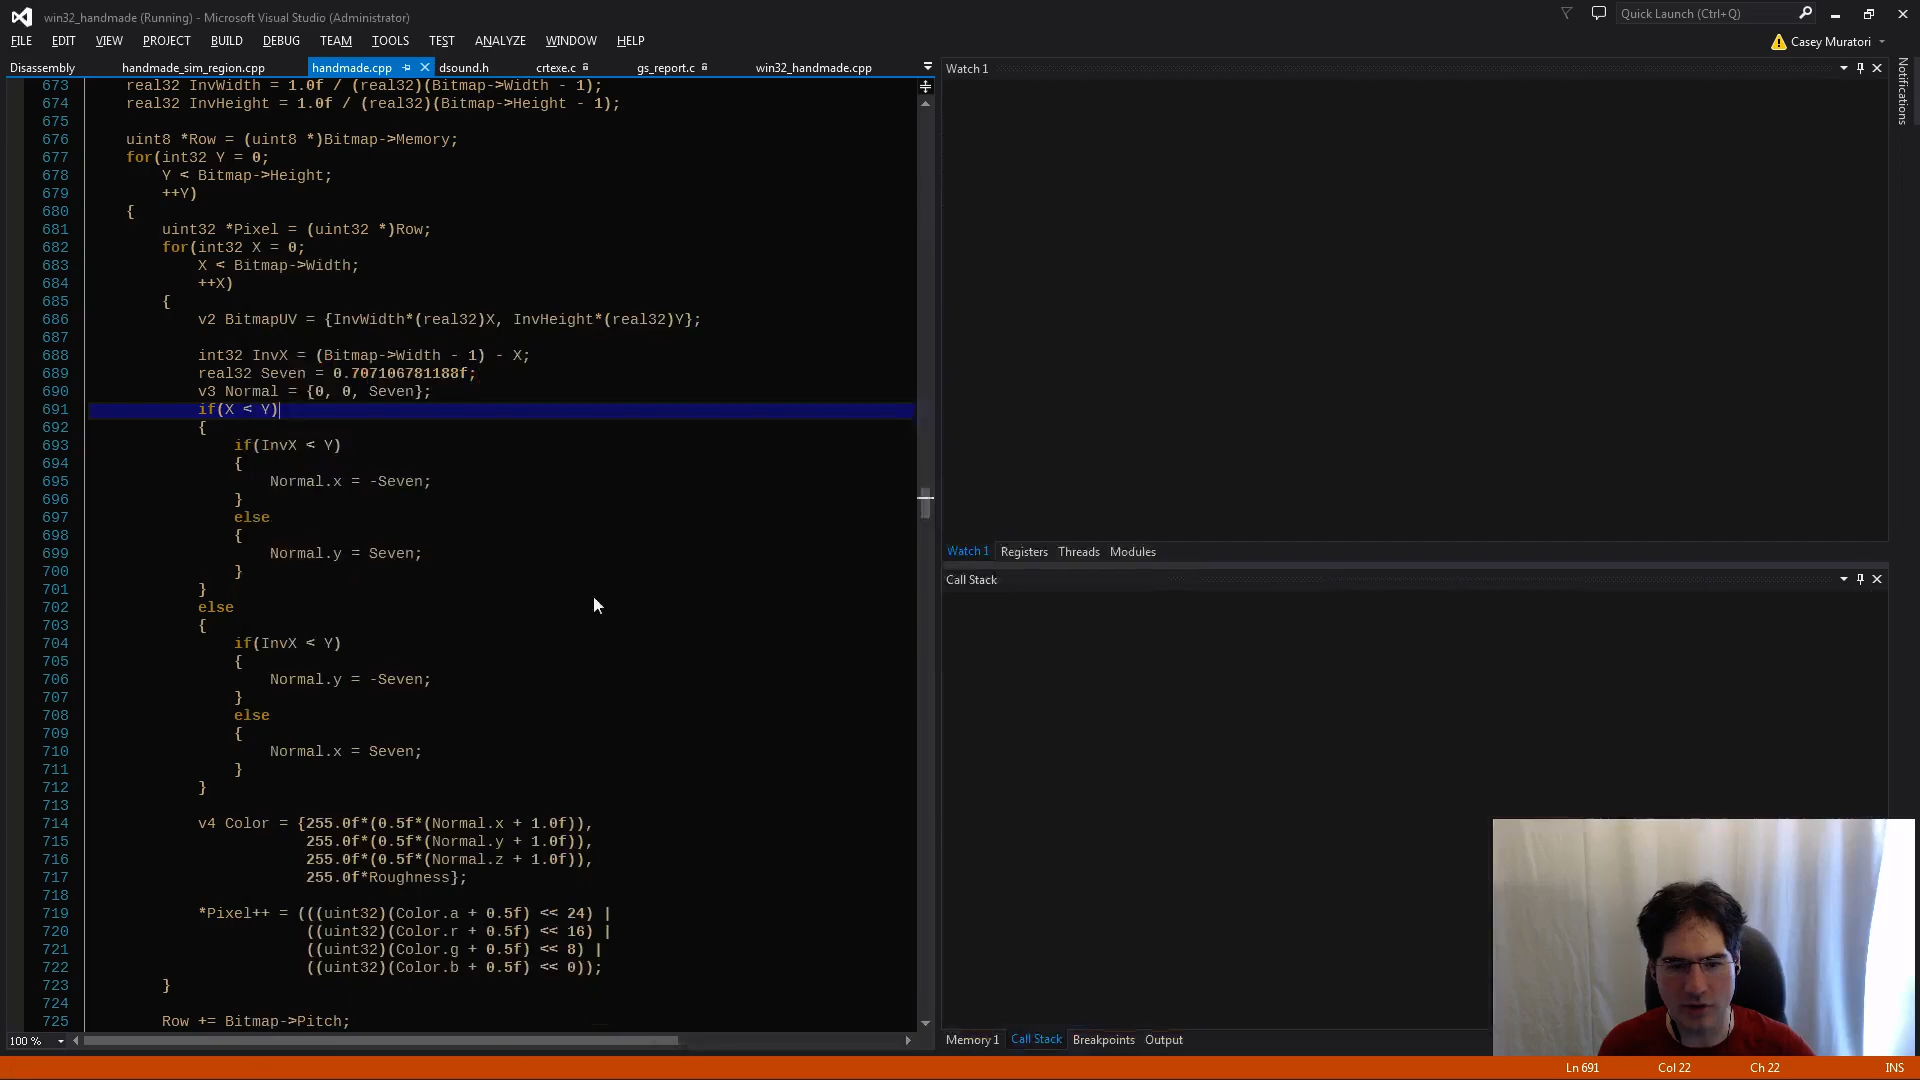 win32_handmade (Running) - Microsoft Visual Studio (Administrator)
Quick Launch (Ctrl+Q)
FILE EDIT VIEW PROJECT BUILD DEBUG TEAM TOOLS TEST ANALYZE WINDOW HELP
Casey Muratori
Disassembly handmade_sim_region.cpp handmade.cpp dsound.h crtexe.c gs_report.c win32_handmade.cpp
Watch 1
Notifications
673 real32 InvWidth = 1.0f / (real32)(Bitmap->Width - 1);
674 real32 InvHeight = 1.0f / (real32)(Bitmap->Height - 1);
675
676 uint8 *Row = (uint8 *)Bitmap->Memory;
677 for(int32 Y = 0;
678 Y < Bitmap->Height;
679 ++Y)
680 {
681 uint32 *Pixel = (uint32 *)Row;
682 for(int32 X = 0;
683 X < Bitmap->Width;
684 ++X)
685 {
686 v2 BitmapUV = {InvWidth*(real32)X, InvHeight*(real32)Y};
687
688 int32 InvX = (Bitmap->Width - 1) - X;
689 real32 Seven = 0.707106781188f;
690 v3 Normal = {0, 0, Seven};
691 if(X < Y)
692 {
693 if(InvX < Y)
694 {
695 Normal.x = -Seven;
696 }
697 else
698 {
699 Normal.y = Seven;
700 }
701 }
702 else
703 {
704 if(InvX < Y)
705 {
706 Normal.y = -Seven;
707 }
708 else
709 {
710 Normal.x = Seven;
711 }
712 }
713
714 v4 Color = {255.0f*(0.5f*(Normal.x + 1.0f)),
715 255.0f*(0.5f*(Normal.y + 1.0f)),
716 255.0f*(0.5f*(Normal.z + 1.0f)),
717 255.0f*Roughness};
718
719 *Pixel++ = (((uint32)(Color.a + 0.5f) << 24) |
720 ((uint32)(Color.r + 0.5f) << 16) |
721 ((uint32)(Color.g + 0.5f) << 8) |
722 ((uint32)(Color.b + 0.5f) << 0));
723 }
724
725 Row += Bitmap->Pitch;
100 %
Watch 1 Registers Threads Modules
Call Stack
Memory 1 Call Stack Breakpoints Output
Ln 691 Col 22 Ch 22 INS